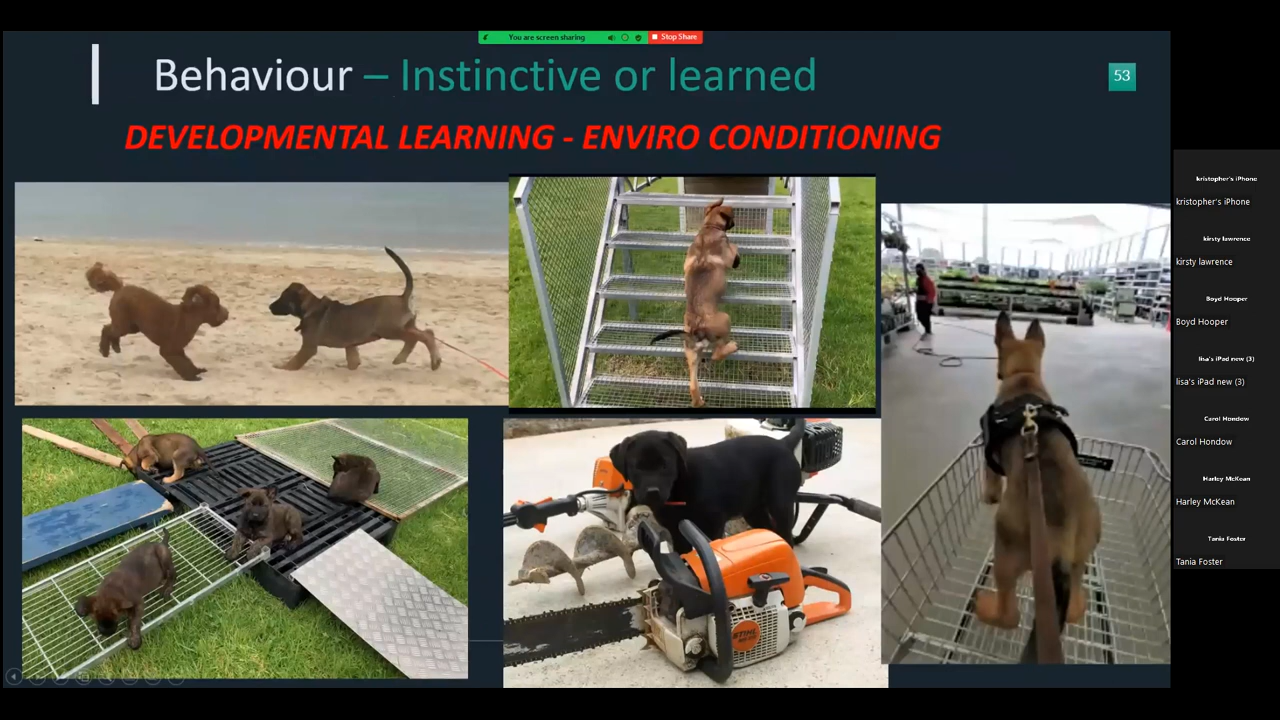 You are screen sharing
Stop Share
Behaviour – Instinctive or learned
53
DEVELOPMENTAL LEARNING - ENVIRO CONDITIONING
STIHL
kristopher's iPhone
kristopher's iPhone
kirsty lawrence
kirsty lawrence
Boyd Hooper
Boyd Hooper
lisa's iPad new (3)
lisa's iPad new (3)
Carol Hondow
Carol Hondow
Harley McKean
Harley McKean
Tania Foster
Tania Foster